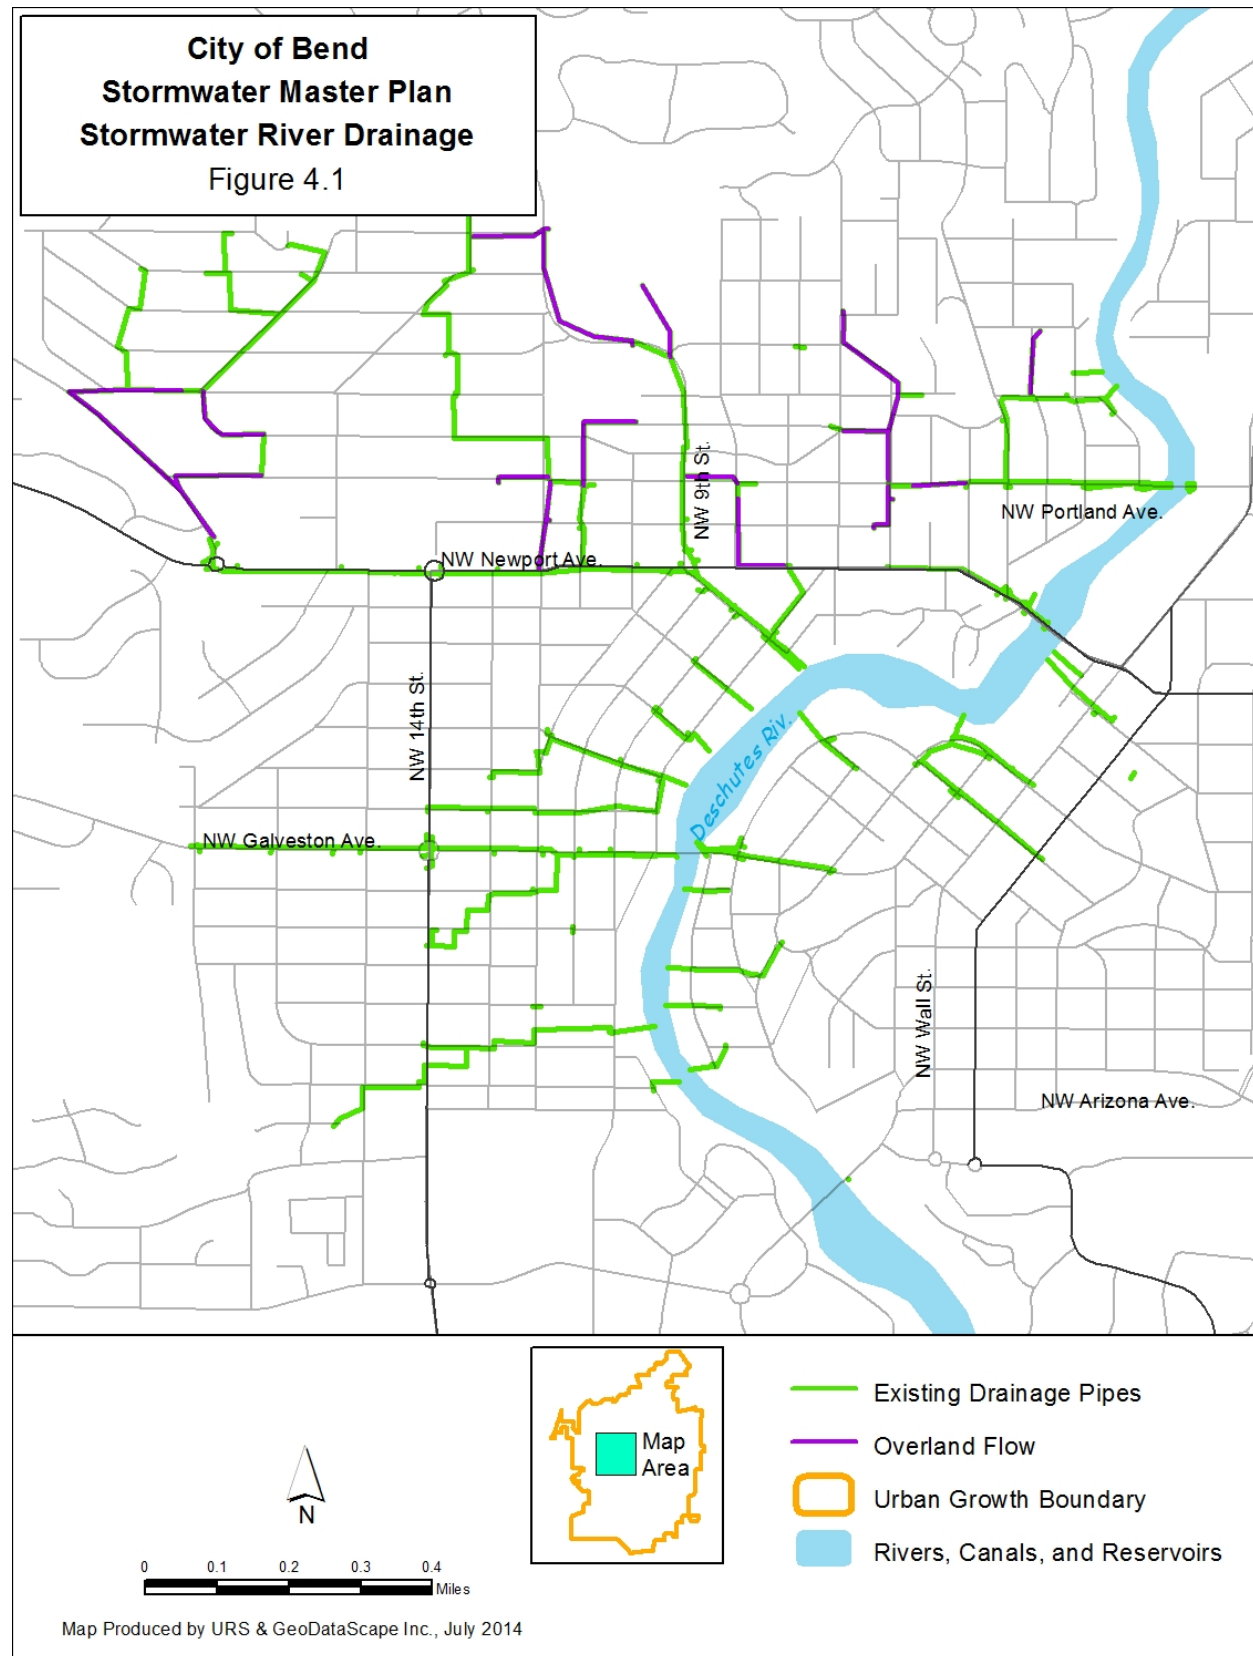 City of Bend
Stormwater Master Plan
Stormwater River Drainage
Figure 4.1
NW 9th St.
NW Portland Ave.
NW Newport Ave.
NW 14th St.
Deschutes Riv.
NW Galveston Ave.
NW Wall St.
NW Arizona Ave.
Map
Area
Existing Drainage Pipes
Overland Flow
Urban Growth Boundary
Rivers, Canals, and Reservoirs
N
0 0.1 0.2 0.3 0.4
Miles
Map Produced by URS & GeoDataScape Inc., July 2014